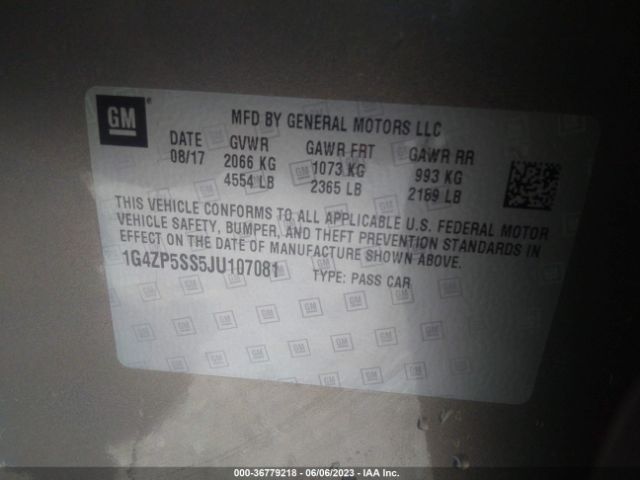 GM
MFD BY GENERAL MOTORS LLC
DATE GVWR GAWR FRT GAWR RR
08/17 2066 KG 1073 KG 993 KG
4554 LB 2365 LB 2189 LB
THIS VEHICLE CONFORMS TO ALL APPLICABLE U.S. FEDERAL MOTOR
VEHICLE SAFETY, BUMPER, AND THEFT PREVENTION STANDARDS IN
EFFECT ON THE DATE OF MANUFACTURE SHOWN ABOVE.
1G4ZP5SS5JU107081 TYPE: PASS CAR
000-36779218 - 06/06/2023 - IAA Inc.